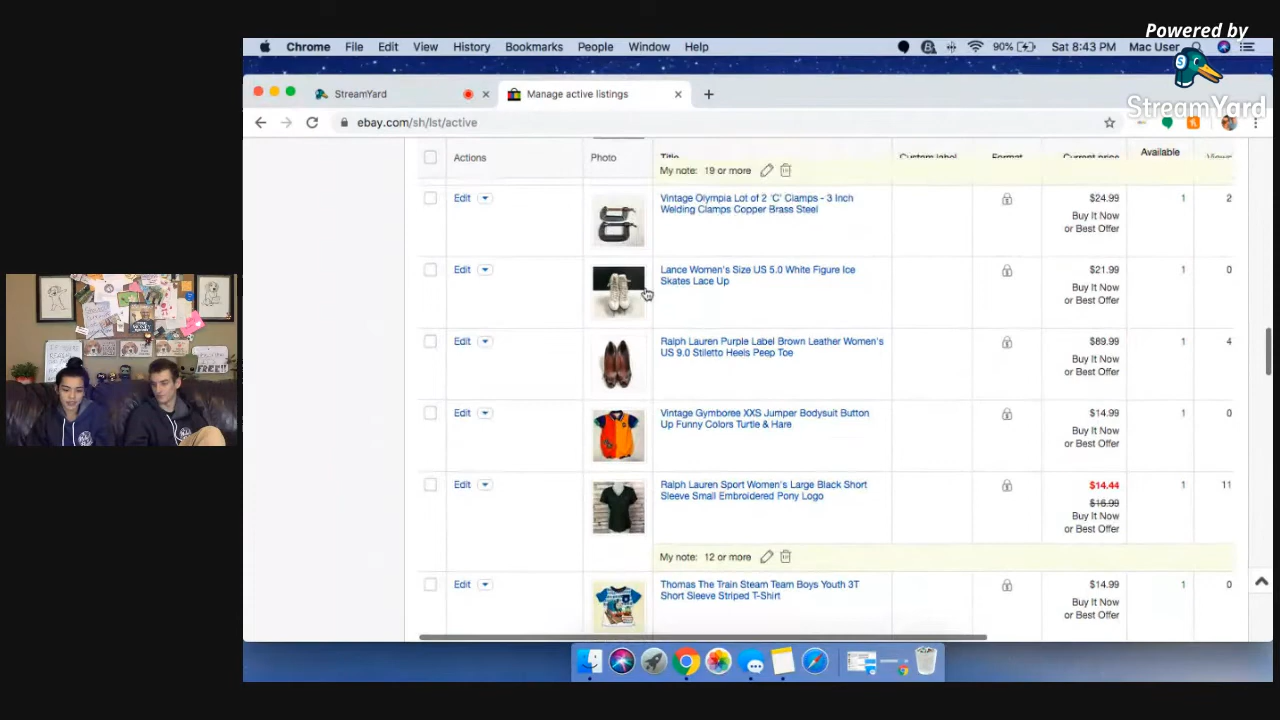 Powered by
StreamYard
Chrome File Edit View History Bookmarks People Window Help
90% Sat 8:43 PM Mac User
StreamYard
Manage active listings
ebay.com/sh/lst/active
Actions Photo Title Custom label Format Current price Available Views
My note: 19 or more
Edit
Vintage Olympia Lot of 2 'C' Clamps - 3 Inch
Welding Clamps Copper Brass Steel
$24.99
Buy It Now
or Best Offer
1
2
Edit
Lance Women's Size US 5.0 White Figure Ice
Skates Lace Up
$21.99
Buy It Now
or Best Offer
1
0
Edit
Ralph Lauren Purple Label Brown Leather Women's
US 9.0 Stiletto Heels Peep Toe
$89.99
Buy It Now
or Best Offer
1
4
Edit
Vintage Gymboree XXS Jumper Bodysuit Button
Up Funny Colors Turtle & Hare
$14.99
Buy It Now
or Best Offer
1
0
Edit
Ralph Lauren Sport Women's Large Black Short
Sleeve Small Embroidered Pony Logo
$14.44
$16.99
Buy It Now
or Best Offer
1
11
My note: 12 or more
Edit
Thomas The Train Steam Team Boys Youth 3T
Short Sleeve Striped T-Shirt
$14.99
Buy It Now
or Best Offer
1
0